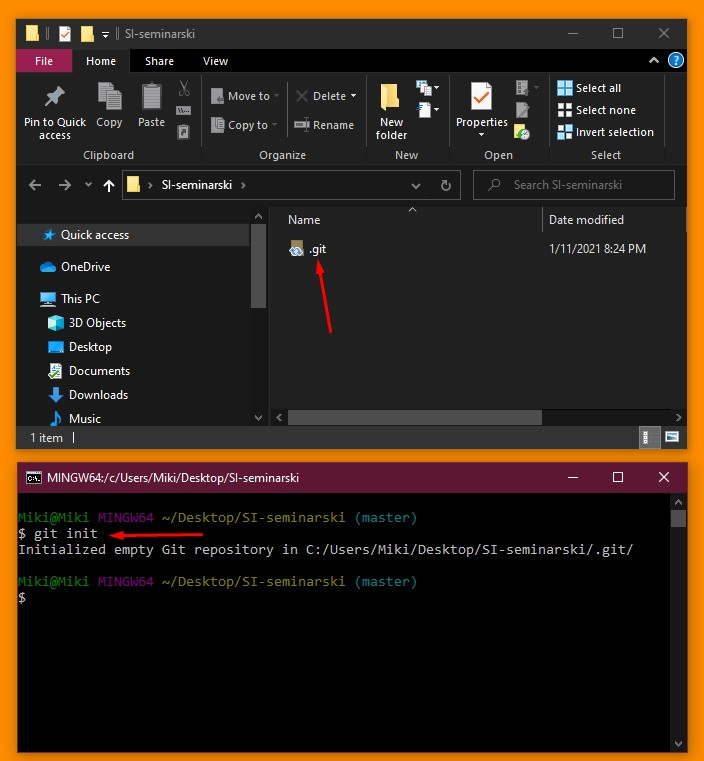 SI-seminarski
File Home Share View
Pin to Quick access
Copy
Paste
Clipboard
Move to
Copy to
Delete
Rename
Organize
New folder
New
Properties
Open
Select all
Select none
Invert selection
Select
SI-seminarski
Search SI-seminarski
Quick access
OneDrive
This PC
3D Objects
Desktop
Documents
Downloads
Music
Name Date modified
.git 1/11/2021 8:24 PM
1 item
MINGW64:/c/Users/Miki/Desktop/SI-seminarski
Miki@Miki MINGW64 ~/Desktop/SI-seminarski (master)
$ git init
Initialized empty Git repository in C:/Users/Miki/Desktop/SI-seminarski/.git/
Miki@Miki MINGW64 ~/Desktop/SI-seminarski (master)
$